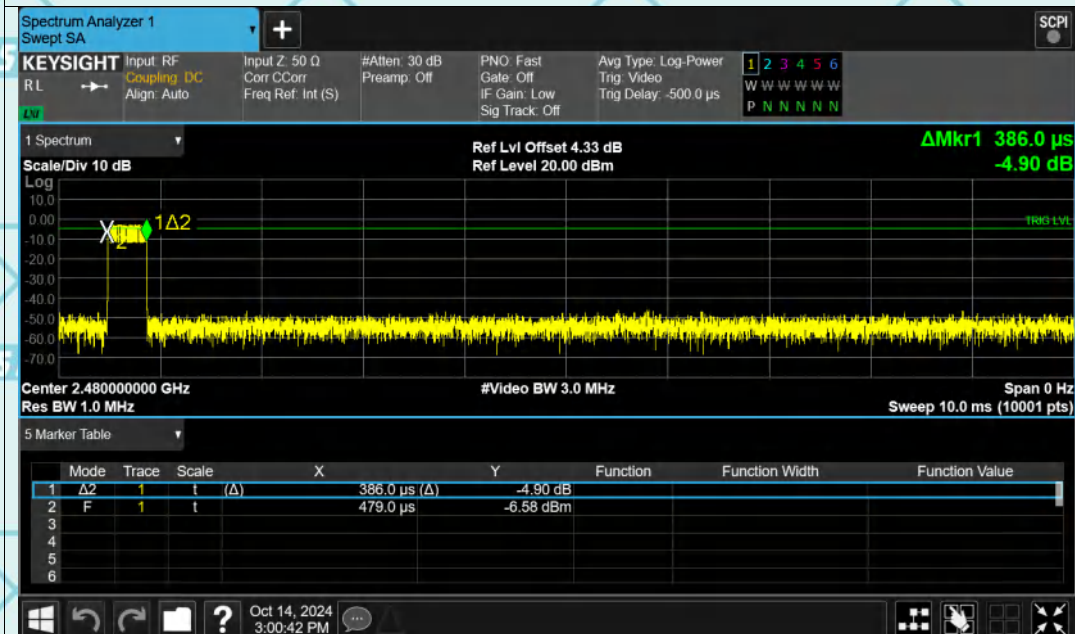 Spectrum Analyzer 1
Swept SA
+
SCPI
KEYSIGHT Input: RF Input Z: 50 Ω #Atten: 30 dB PNO: Fast Avg Type: Log-Power 1 2 3 4 5 6
R L Coupling: DC Corr CCorr Preamp: Off Gate: Off Trig: Video W W W W W W
Align: Auto Freq Ref: Int (S) IF Gain: Low Trig Delay: -500.0 µs P N N N N N
LXI Sig Track: Off
1 Spectrum Ref Lvl Offset 4.33 dB ΔMkr1 386.0 µs
Scale/Div 10 dB Ref Level 20.00 dBm -4.90 dB
Log
10.0
0.00 1Δ2 TRIG LVL
-10.0 X2
-20.0
-30.0
-40.0
-50.0
-60.0
-70.0
Center 2.480000000 GHz #Video BW 3.0 MHz Span 0 Hz
Res BW 1.0 MHz Sweep 10.0 ms (10001 pts)
5 Marker Table
Mode Trace Scale X Y Function Function Width Function Value
1 Δ2 1 t (Δ) 386.0 µs (Δ) -4.90 dB
2 F 1 t 479.0 µs -6.58 dBm
3
4
5
6
? Oct 14, 2024
3:00:42 PM